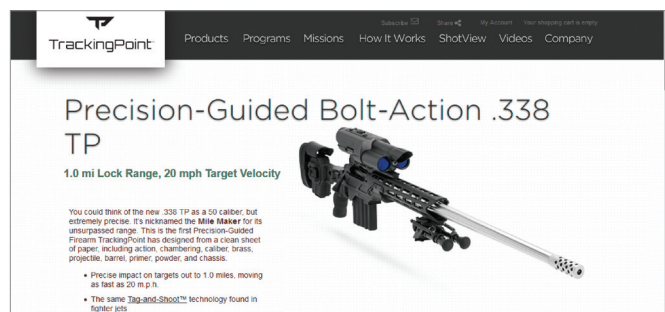 Subscribe Share My Account Your shopping cart is empty
TrackingPoint
Products Programs Missions How It Works ShotView Videos Company
Precision-Guided Bolt-Action .338
TP
1.0 mi Lock Range, 20 mph Target Velocity
You could think of the new .338 TP as a 50 caliber, but
extremely precise. It's nicknamed the Mile Maker for its
unsurpassed range. This is the first Precision-Guided
Firearm TrackingPoint has designed from a clean sheet
of paper, including action, chambering, caliber, brass,
projectile, barrel, primer, powder, and chassis.
• Precise impact on targets out to 1.0 miles, moving
as fast as 20 m.p.h.
• The same Tag-and-Shoot™ technology found in
fighter jets